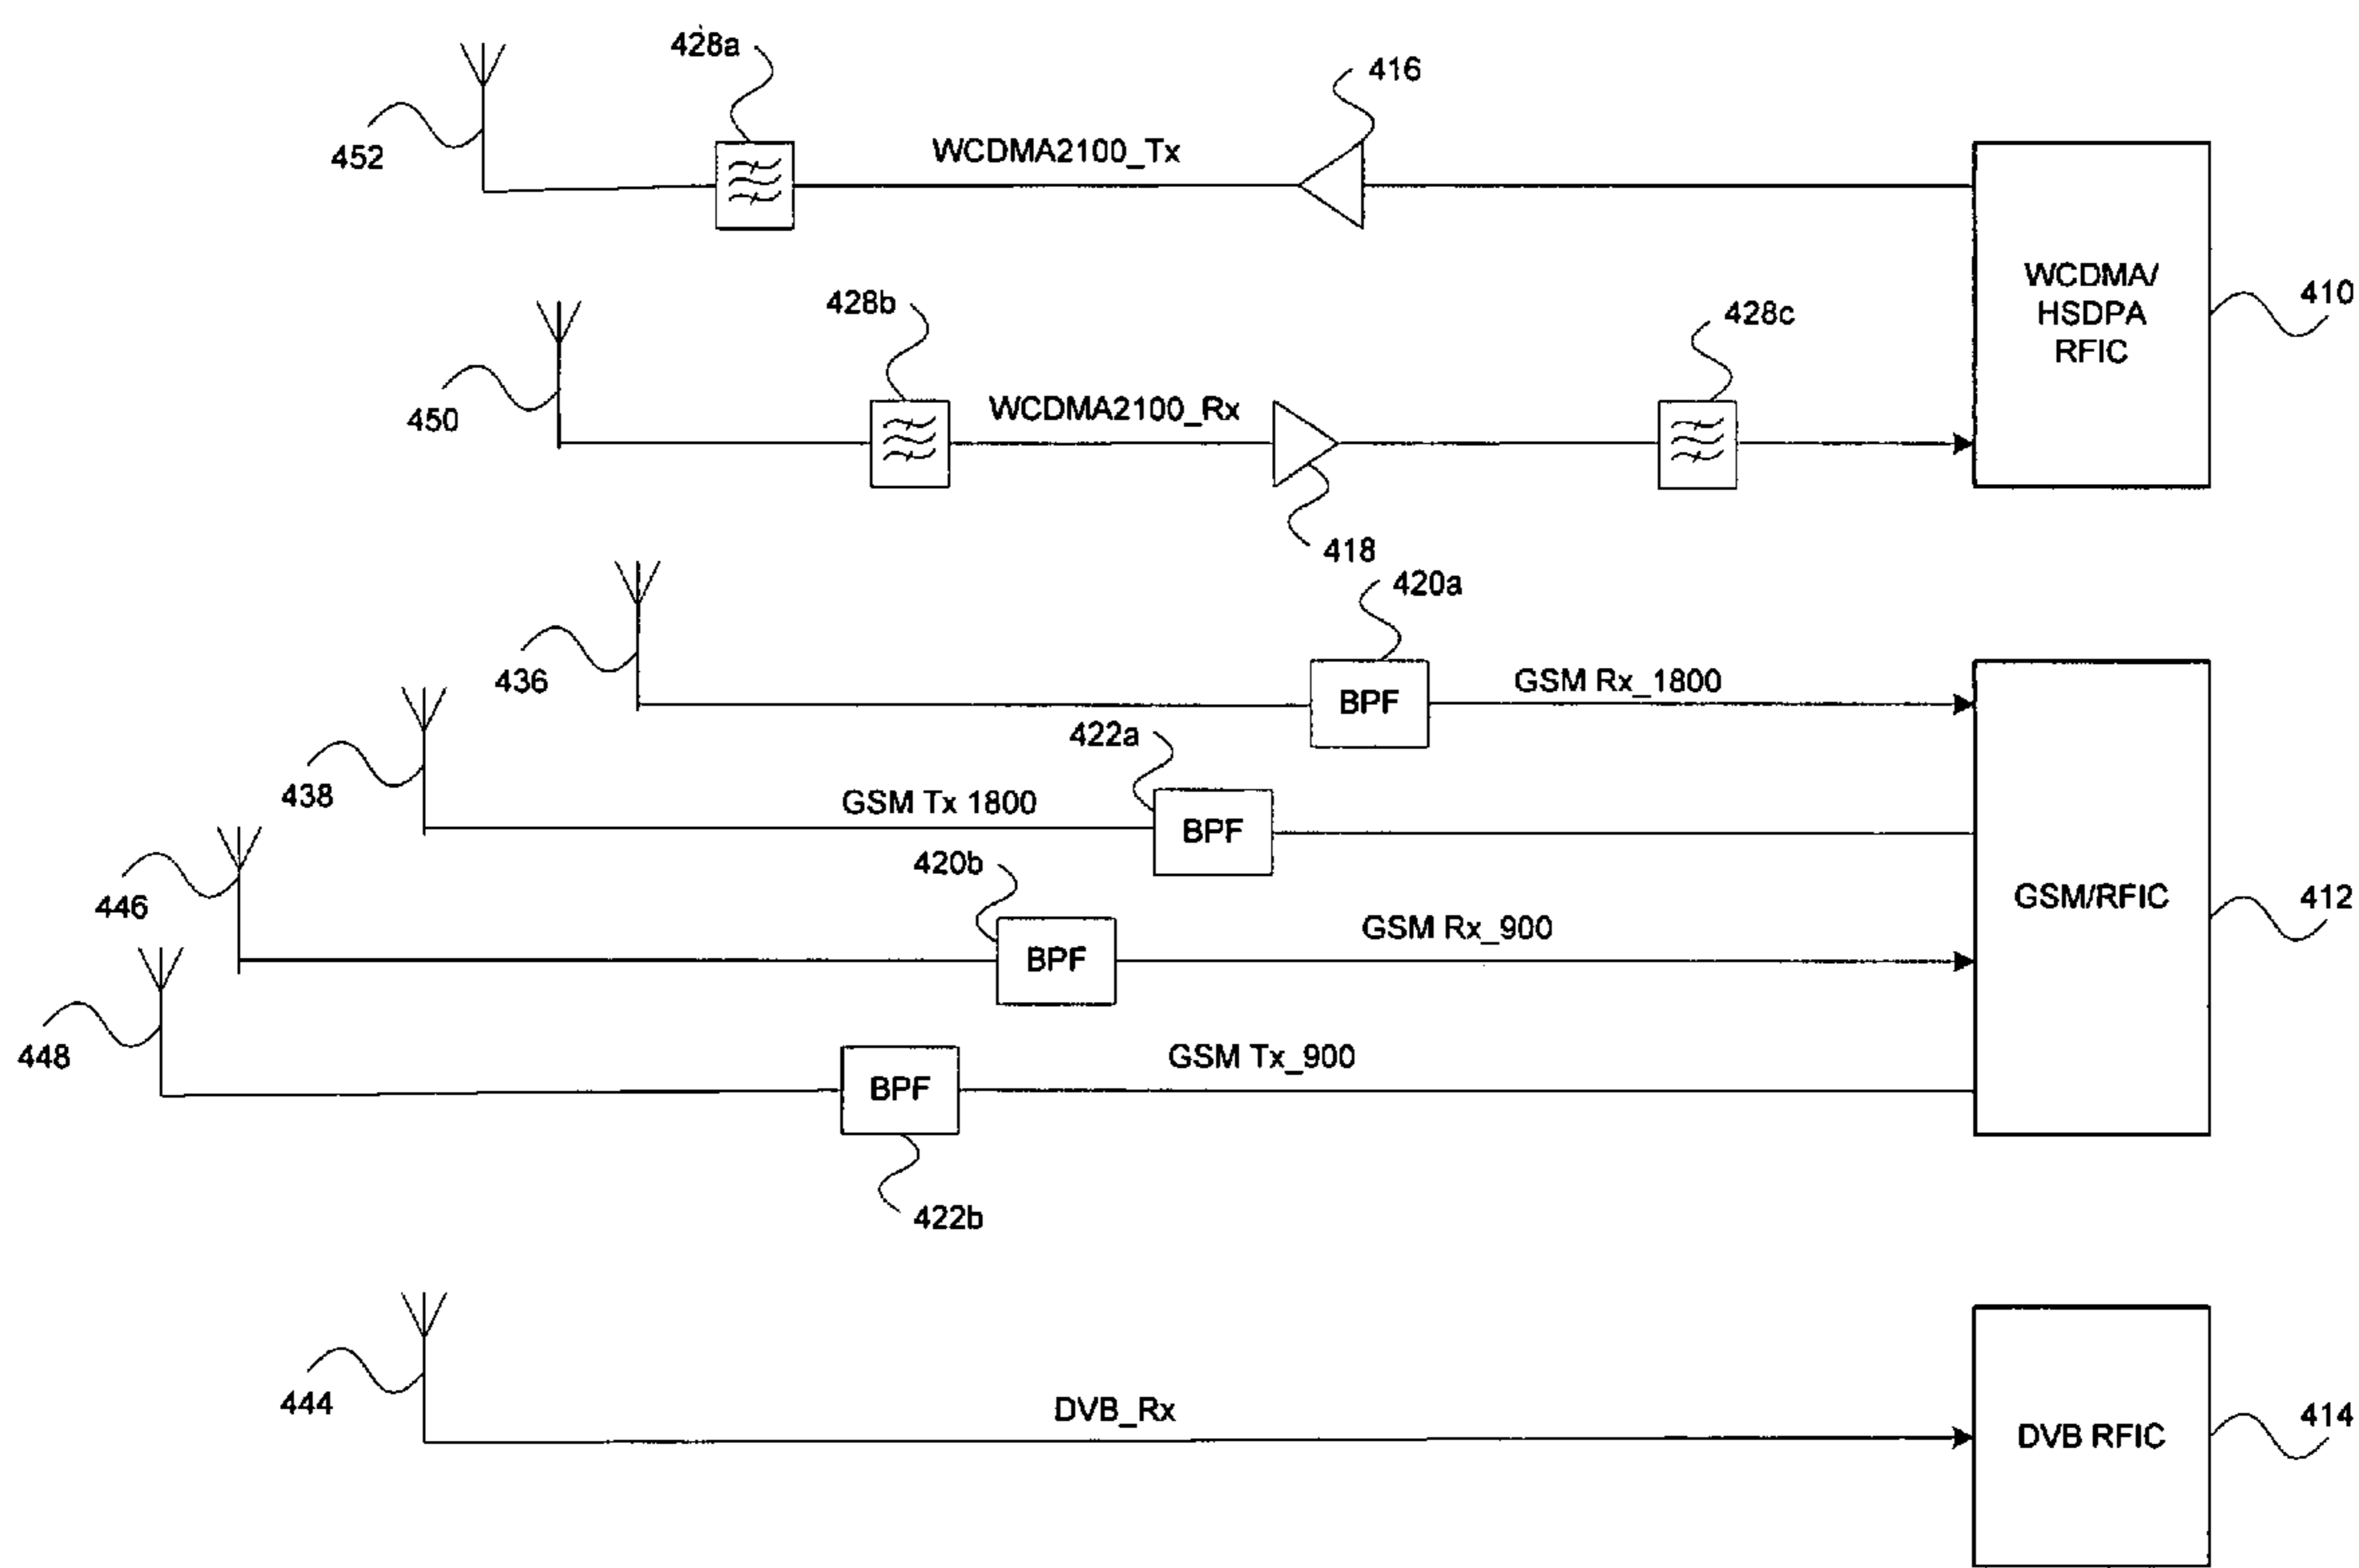 428a
416
452
WCDMA2100_Tx
WCDMA/
HSDPA
RFIC
410
428b
428c
450
WCDMA2100_Rx
418
420a
436
BPF
GSM Rx_1800
422a
438
GSM Tx 1800
BPF
420b
446
BPF
GSM Rx_900
GSM/RFIC
412
448
BPF
GSM Tx_900
422b
444
DVB_Rx
DVB RFIC
414